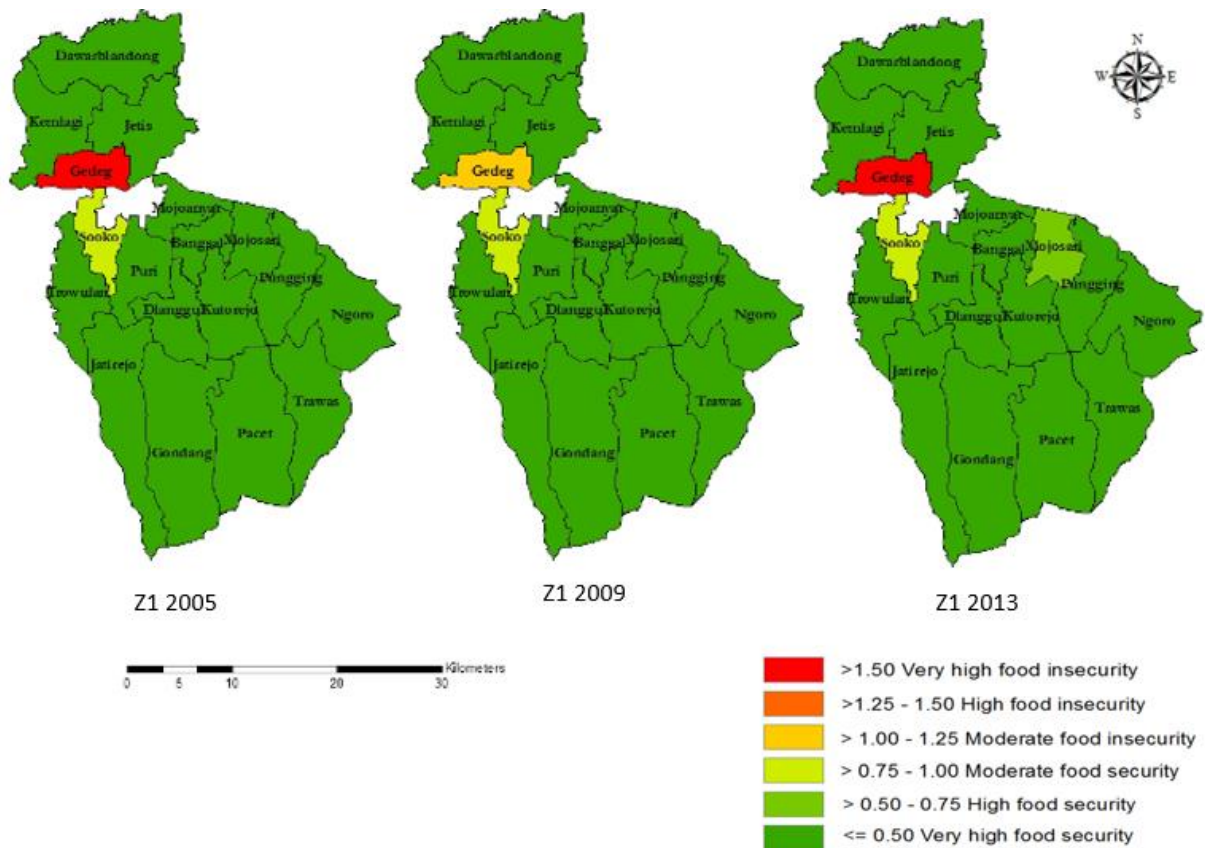 Dawarblandong
Kemlagi
Jetis
Gedeg
Mojoanyar
Sooko
Banggal
Mojosari
Puri
Pungging
Trowulan
Dlanggu
Kutorejo
Ngoro
Jatirejo
Trawas
Pacet
Gondang
Z1 2005
Dawarblandong
Kemlagi
Jetis
Gedeg
Mojoanyar
Sooko
Banggal
Mojosari
Puri
Pungging
Trowulan
Dlanggu
Kutorejo
Ngoro
Jatirejo
Trawas
Pacet
Gondang
Z1 2009
Dawarblandong
Kemlagi
Jetis
Gedeg
Mojoanyar
Sooko
Banggal
Mojosari
Puri
Pungging
Trowulan
Dlanggu
Kutorejo
Ngoro
Jatirejo
Trawas
Pacet
Gondang
Z1 2013
N
W E
S
Kilometers
0 5 10 20 30
>1.50 Very high food insecurity
>1.25 - 1.50 High food insecurity
> 1.00 - 1.25 Moderate food insecurity
> 0.75 - 1.00 Moderate food security
> 0.50 - 0.75 High food security
<= 0.50 Very high food security